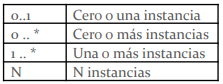 0..1 Cero o una instancia
0 .. * Cero o más instancias
1 .. * Una o más instancias
N N instancias